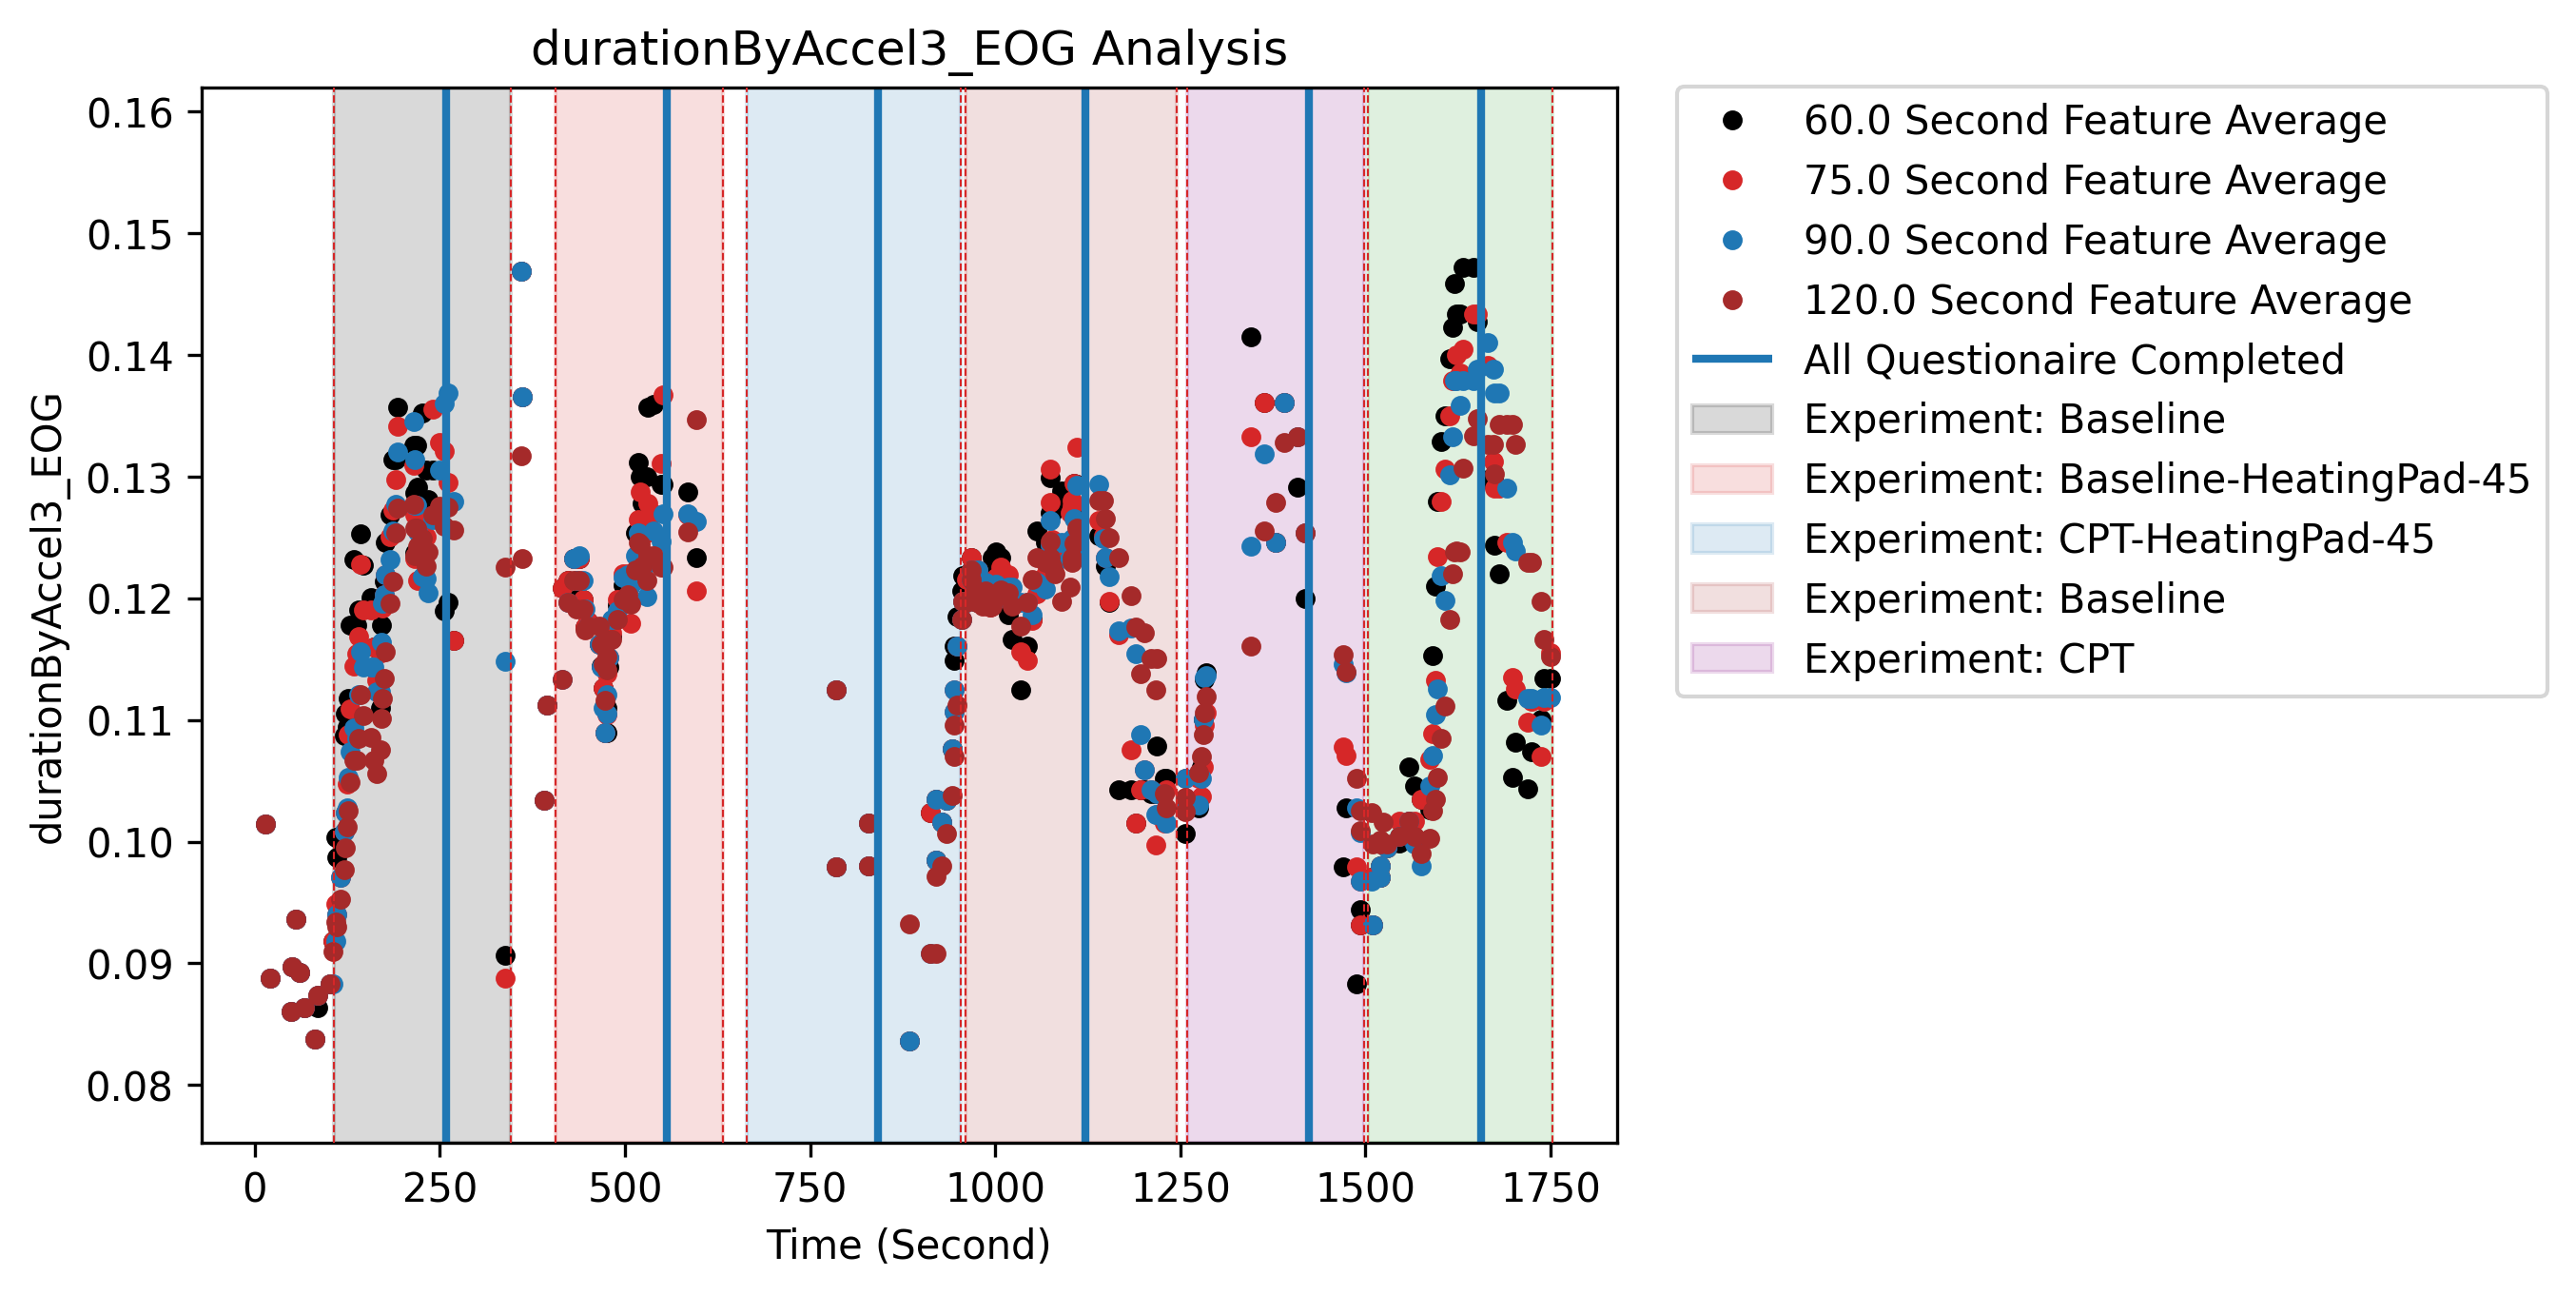 durationByAccel3_EOG Analysis
durationByAccel3_EOG
0.16
0.15
0.14
0.13
0.12
0.11
0.10
0.09
0.08
0 250 500 750 1000 1250 1500 1750
Time (Second)
60.0 Second Feature Average
75.0 Second Feature Average
90.0 Second Feature Average
120.0 Second Feature Average
All Questionaire Completed
Experiment: Baseline
Experiment: Baseline-HeatingPad-45
Experiment: CPT-HeatingPad-45
Experiment: Baseline
Experiment: CPT